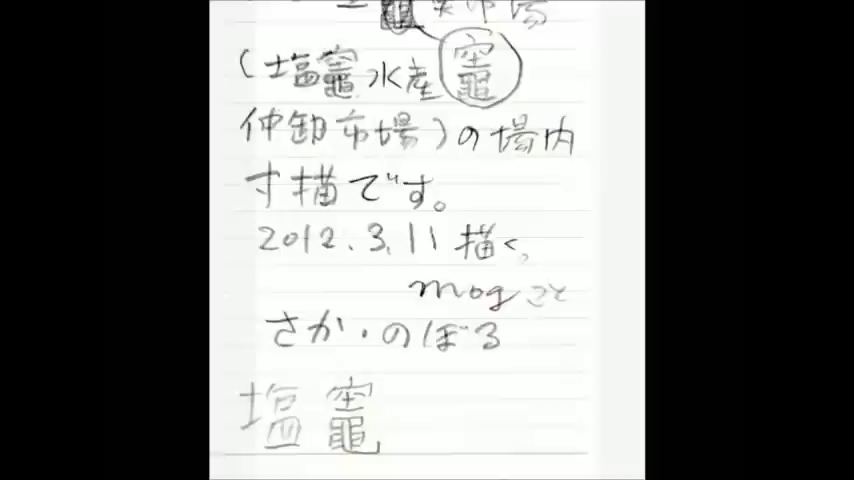 (塩竈水産 竈
仲卸市場)の場内
寸描です。
2012.3.11 描く。
mogこと
さか・のぼる
塩竈